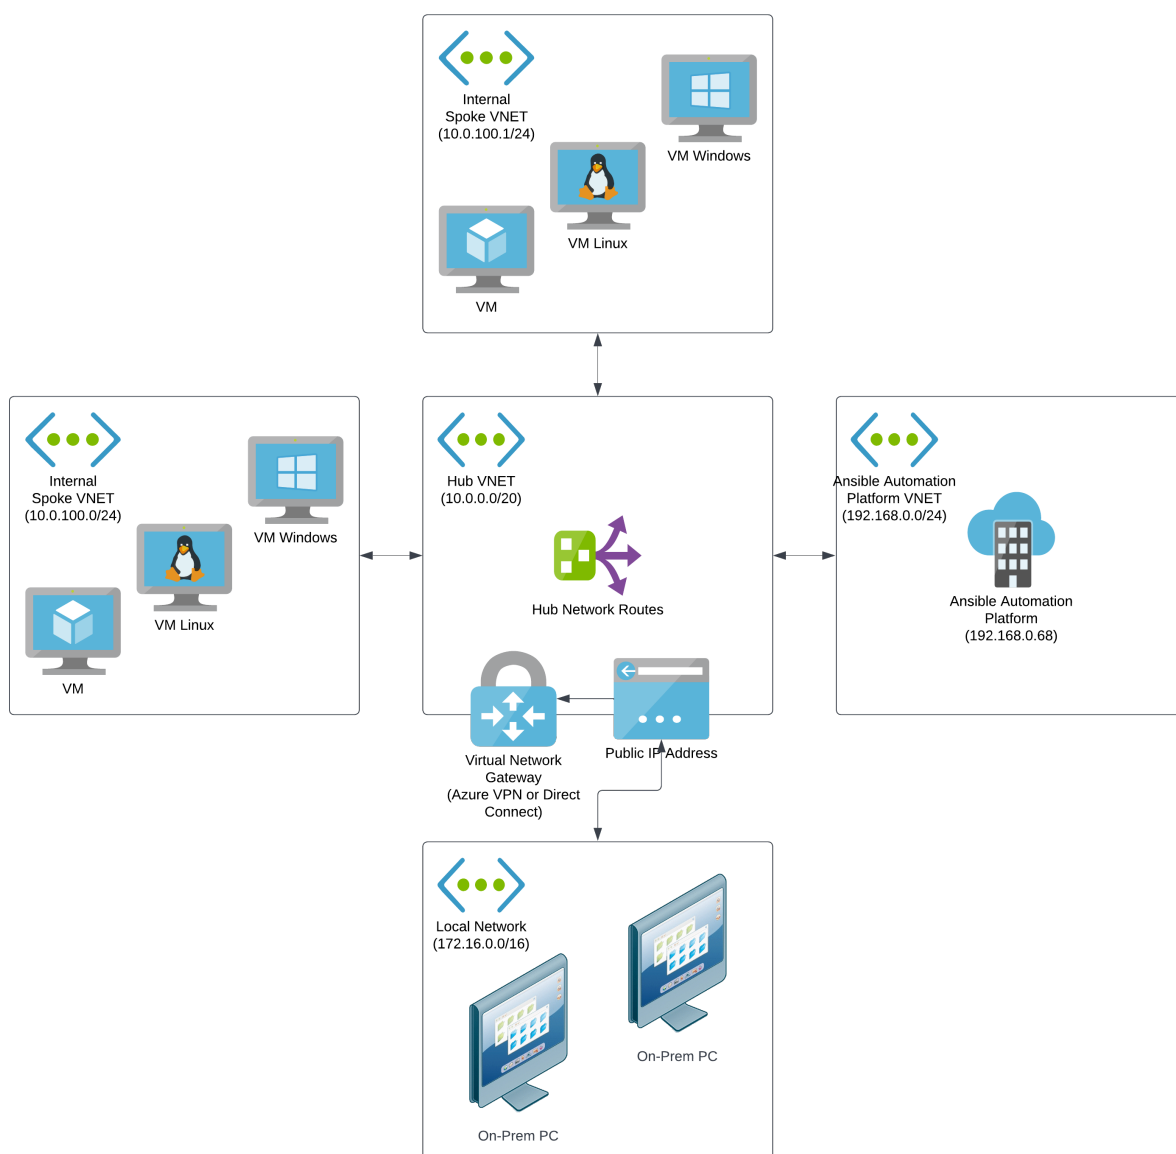 Internal
Spoke VNET
(10.0.100.1/24)
VM Windows
VM Linux
VM
Internal
Spoke VNET
(10.0.100.0/24)
VM Windows
VM Linux
VM
Hub VNET
(10.0.0.0/20)
Hub Network Routes
Ansible Automation
Platform VNET
(192.168.0.0/24)
Ansible Automation
Platform
(192.168.0.68)
Virtual Network
Gateway
(Azure VPN or Direct
Connect)
Public IP Address
Local Network
(172.16.0.0/16)
On-Prem PC
On-Prem PC